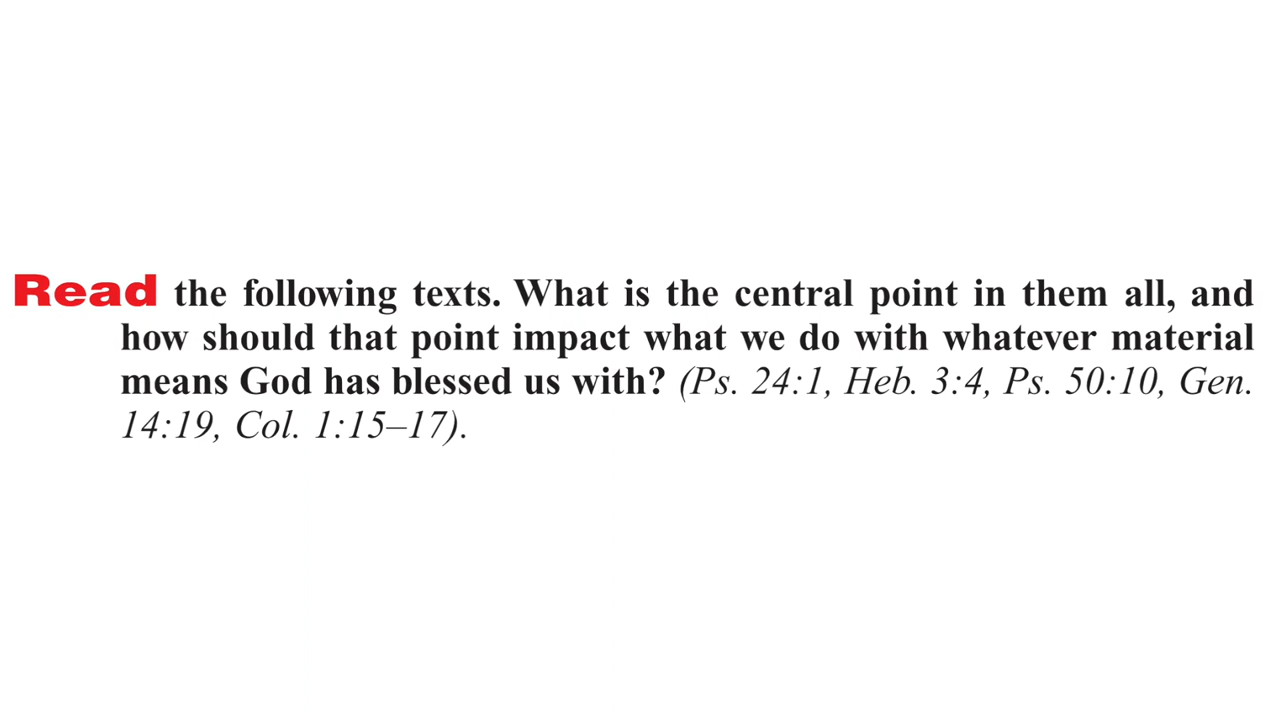 Read the following texts. What is the central point in them all, and
how should that point impact what we do with whatever material
means God has blessed us with? (Ps. 24:1, Heb. 3:4, Ps. 50:10, Gen.
14:19, Col. 1:15–17).